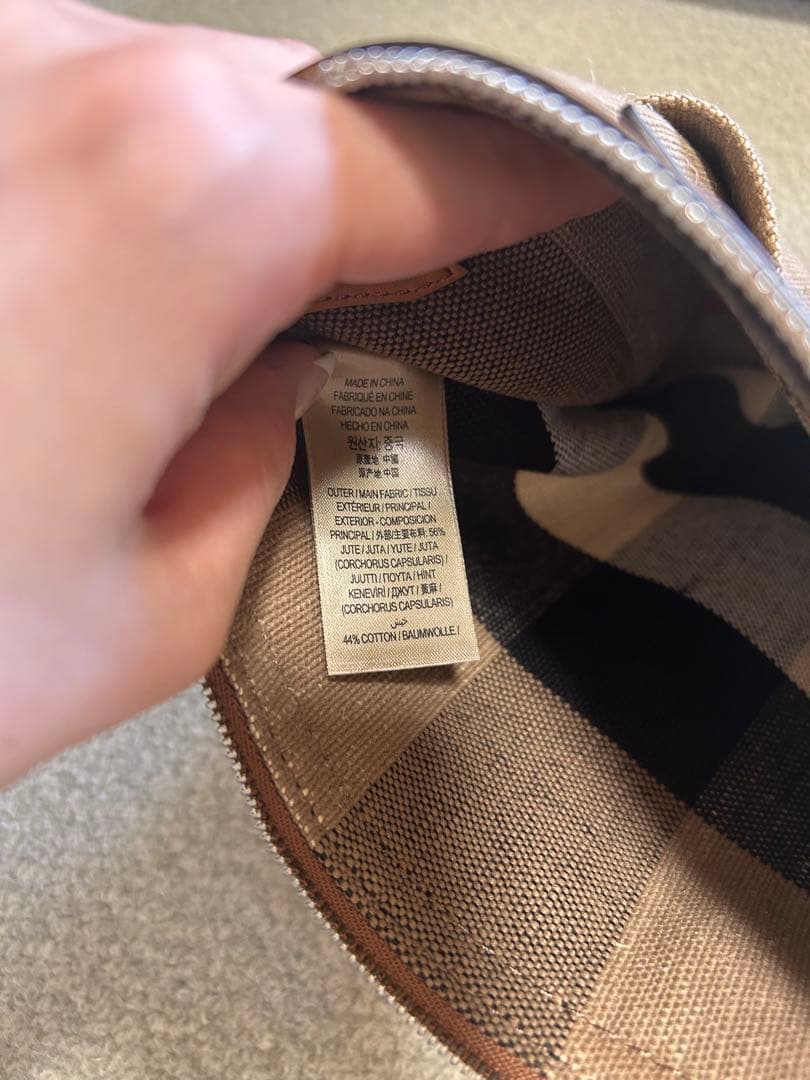 MADE IN CHINA
FABRIQUÉ EN CHINE
FABRICADO NA CHINA
HECHO EN CHINA
원산지: 중국
原產地 中國
原产地 中国
OUTER / MAIN FABRIC / TISSU
EXTÉRIEUR / PRINCIPAL /
EXTERIOR - COMPOSICION
PRINCIPAL / 外部/主要布料: 56%
JUTE / JUTA / YUTE / JUTA
(CORCHORUS CAPSULARIS) /
JUUTTI / ΓΙΟΥΤΑ / HINT
KENEVİRİ / ДЖУТ / 黃麻 /
(CORCHORUS CAPSULARIS)
خيش
44% COTTON / BAUMWOLLE /